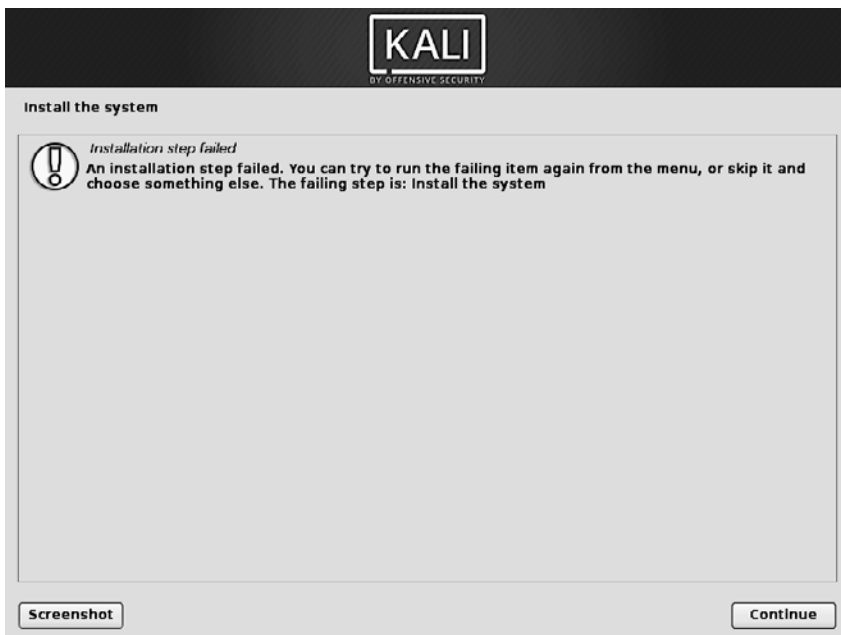 KALI
BY OFFENSIVE SECURITY
Install the system
Installation step failed
An installation step failed. You can try to run the failing item again from the menu, or skip it and
choose something else. The failing step is: Install the system
Screenshot
Continue